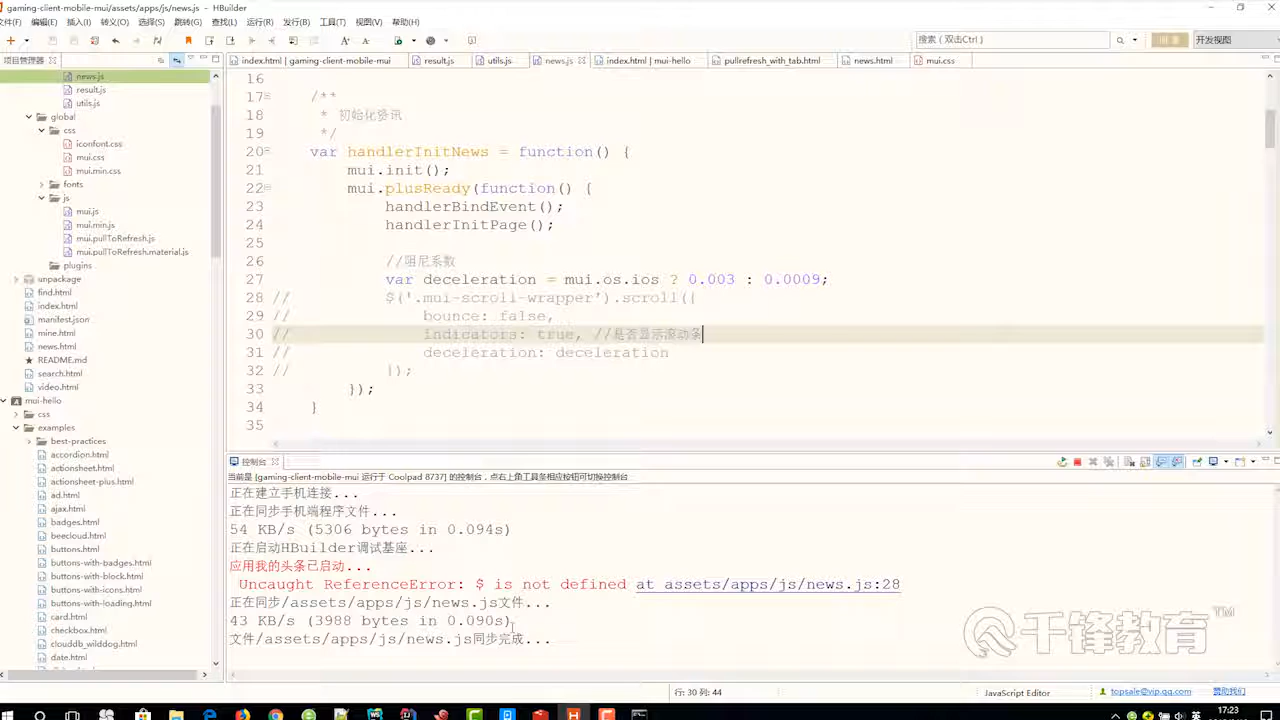 gaming-client-mobile-mui/assets/apps/js/news.js - HBuilder
文件(F) 编辑(E) 插入(I) 转义(O) 选择(S) 跳转(G) 查找(L) 运行(R) 发行(B) 工具(T) 视图(V) 帮助(H)
搜索 (双击Ctrl)
开发视图
项目管理器
index.html | gaming-client-mobile-mui
result.js
utils.js
news.js
index.html | mui-hello
pullrefresh_with_tab.html
news.html
mui.css
news.js
result.js
utils.js
global
css
iconfont.css
mui.css
mui.min.css
fonts
js
mui.js
mui.min.js
mui.pullToRefresh.js
mui.pullToRefresh.material.js
plugins
unpackage
find.html
index.html
manifest.json
mine.html
news.html
README.md
search.html
video.html
mui-hello
css
examples
best-practices
accordion.html
actionsheet.html
actionsheet-plus.html
ad.html
ajax.html
badges.html
beecloud.html
buttons.html
buttons-with-badges.html
buttons-with-block.html
buttons-with-icons.html
buttons-with-loading.html
card.html
checkbox.html
clouddb_wilddog.html
date.html
16
17 /**
18 * 初始化资讯
19 */
20 var handlerInitNews = function() {
21 mui.init();
22 mui.plusReady(function() {
23 handlerBindEvent();
24 handlerInitPage();
25
26 //阻尼系数
27 var deceleration = mui.os.ios ? 0.003 : 0.0009;
28 // $('.mui-scroll-wrapper').scroll({
29 // bounce: false,
30 // indicators: true, //是否显示滚动条
31 // deceleration: deceleration
32 // });
33 });
34 }
35
控制台
当前是 [gaming-client-mobile-mui 运行于 Coolpad 8737] 的控制台, 点右上角工具条相应按钮可切换控制台
正在建立手机连接...
正在同步手机端程序文件...
54 KB/s (5306 bytes in 0.094s)
正在启动HBuilder调试基座...
应用我的头条已启动...
Uncaught ReferenceError: $ is not defined at assets/apps/js/news.js:28
正在同步/assets/apps/js/news.js文件...
43 KB/s (3988 bytes in 0.090s)
文件/assets/apps/js/news.js同步完成...
千锋教育™
行: 30 列: 44
JavaScript Editor
topsale@vip.qq.com
赞助我们
英
17:23